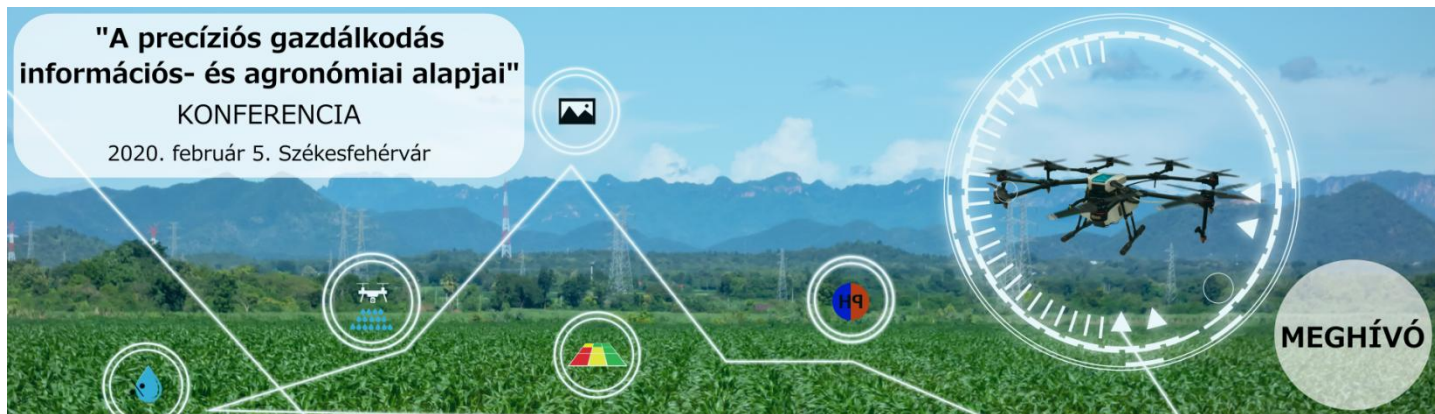 "A precíziós gazdálkodás
információs- és agronómiai alapjai"
KONFERENCIA
2020. február 5. Székesfehérvár
pH
MEGHÍVÓ